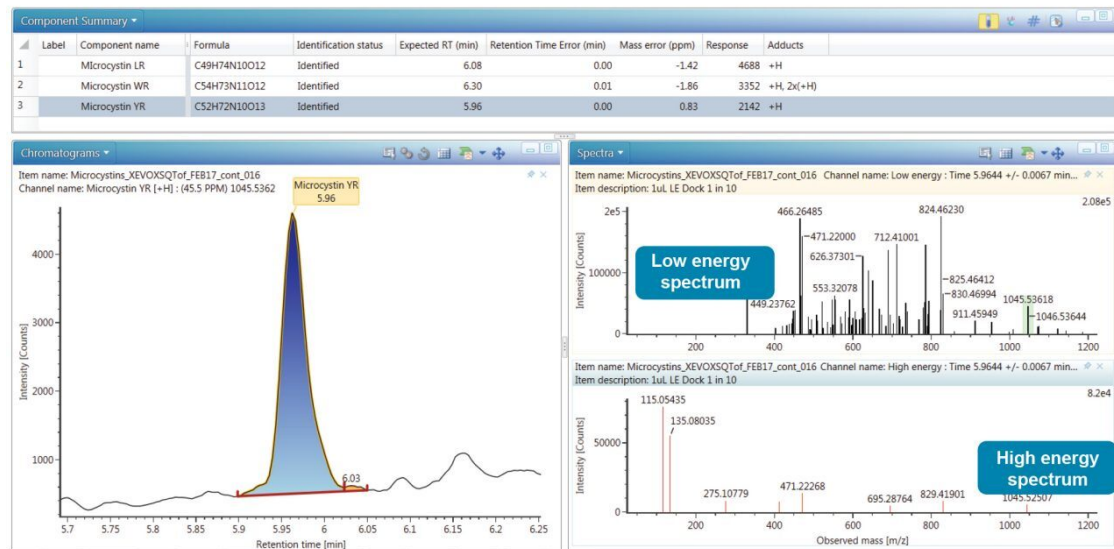 Component Summary
Label Component name Formula Identification status Expected RT (min) Retention Time Error (min) Mass error (ppm) Response Adducts
1 MIcrocystin LR C49H74N10O12 Identified 6.08 0.00 -1.42 4688 +H
2 Microcystin WR C54H73N11O12 Identified 6.30 0.01 -1.86 3352 +H, 2x(+H)
3 Microcystin YR C52H72N10O13 Identified 5.96 0.00 0.83 2142 +H
Chromatograms
Item name: Microcystins_XEVOXSQTof_FEB17_cont_016
Channel name: Microcystin YR [+H] : (45.5 PPM) 1045.5362
Microcystin YR
5.96
4000
3000
2000
1000
Intensity [Counts]
6.03
5.7 5.75 5.8 5.85 5.9 5.95 6 6.05 6.1 6.15 6.2 6.25
Retention time [min]
Spectra
Item name: Microcystins_XEVOXSQTof_FEB17_cont_016 Channel name: Low energy : Time 5.9644 +/- 0.0067 min...
Item description: 1uL LE Dock 1 in 10
2.08e5
2e5
100000
0
Intensity [Counts]
Low energy
spectrum
466.26485
824.46230
471.22000
712.41001
626.37301
825.46412
553.32078
830.46994
449.23762
1045.53618
911.45949
1046.53644
200 400 600 800 1000 1200
Item name: Microcystins_XEVOXSQTof_FEB17_cont_016 Channel name: High energy : Time 5.9644 +/- 0.0067 min...
Item description: 1uL LE Dock 1 in 10
8.2e4
115.05435
135.08035
50000
0
Intensity [Counts]
High energy
spectrum
275.10779
471.22268
695.28764
829.41901
1045.52507
200 400 600 800 1000 1200
Observed mass [m/z]